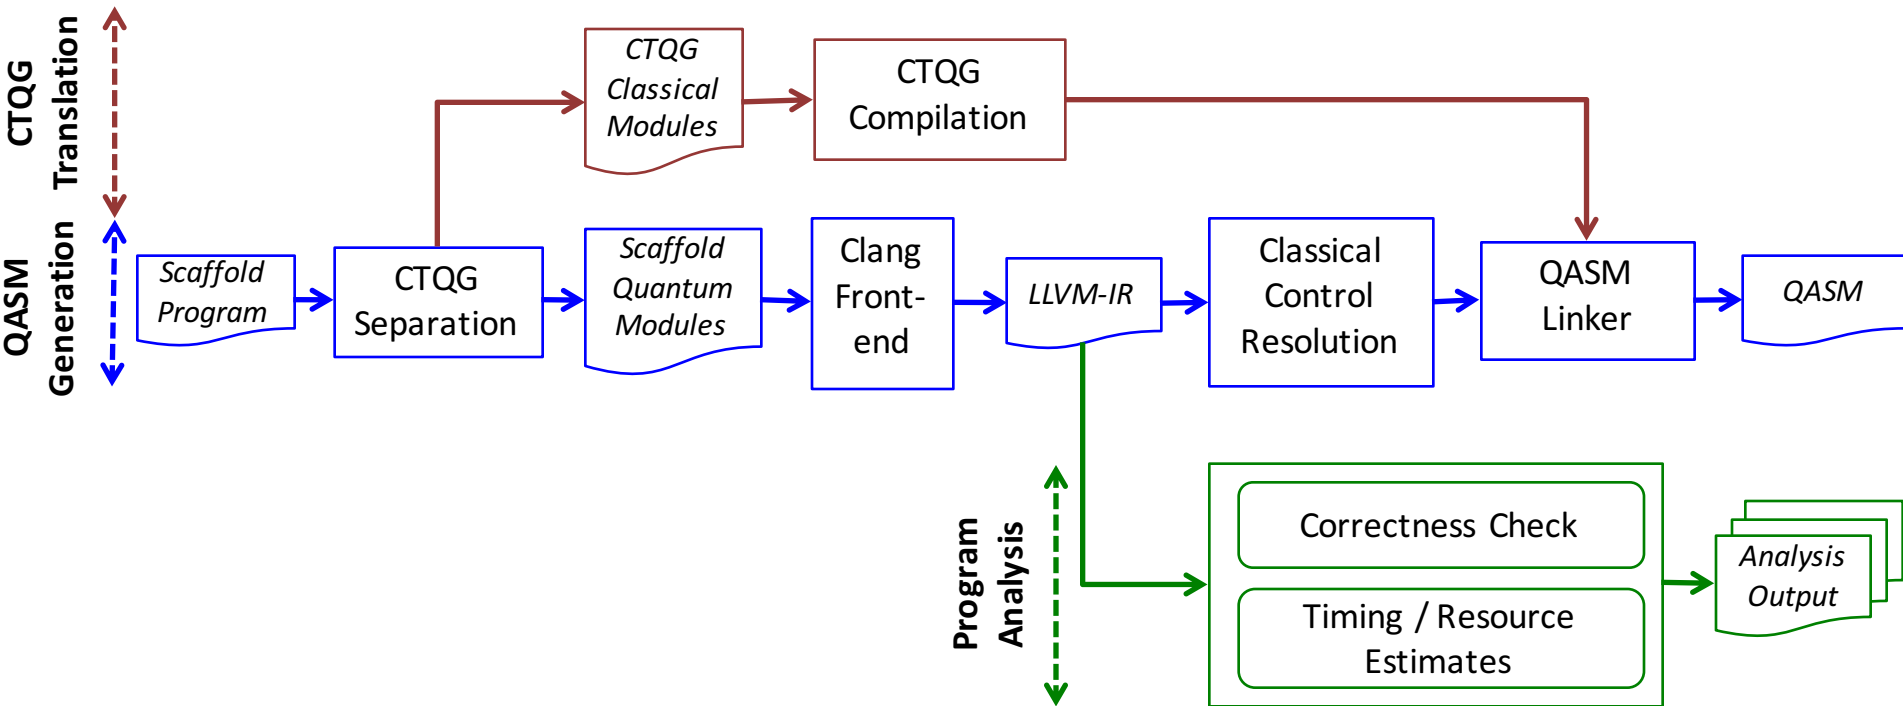 CTQG
Translation
CTQG
Classical
Modules
CTQG
Compilation
QASM
Generation
Scaffold
Program
CTQG
Separation
Scaffold
Quantum
Modules
Clang
Front-
end
LLVM-IR
Classical
Control
Resolution
QASM
Linker
QASM
Program
Analysis
Correctness Check
Timing / Resource
Estimates
Analysis
Output